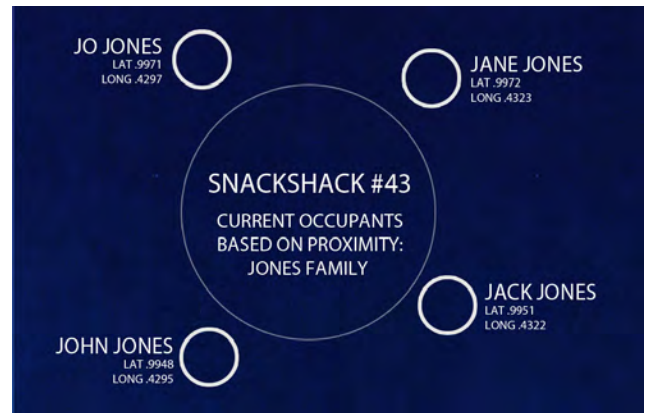 JO JONES
LAT .9971
LONG .4297
JANE JONES
LAT .9972
LONG .4323
SNACKSHACK #43
CURRENT OCCUPANTS
BASED ON PROXIMITY:
JONES FAMILY
JACK JONES
LAT .9951
LONG .4322
JOHN JONES
LAT .9948
LONG .4295